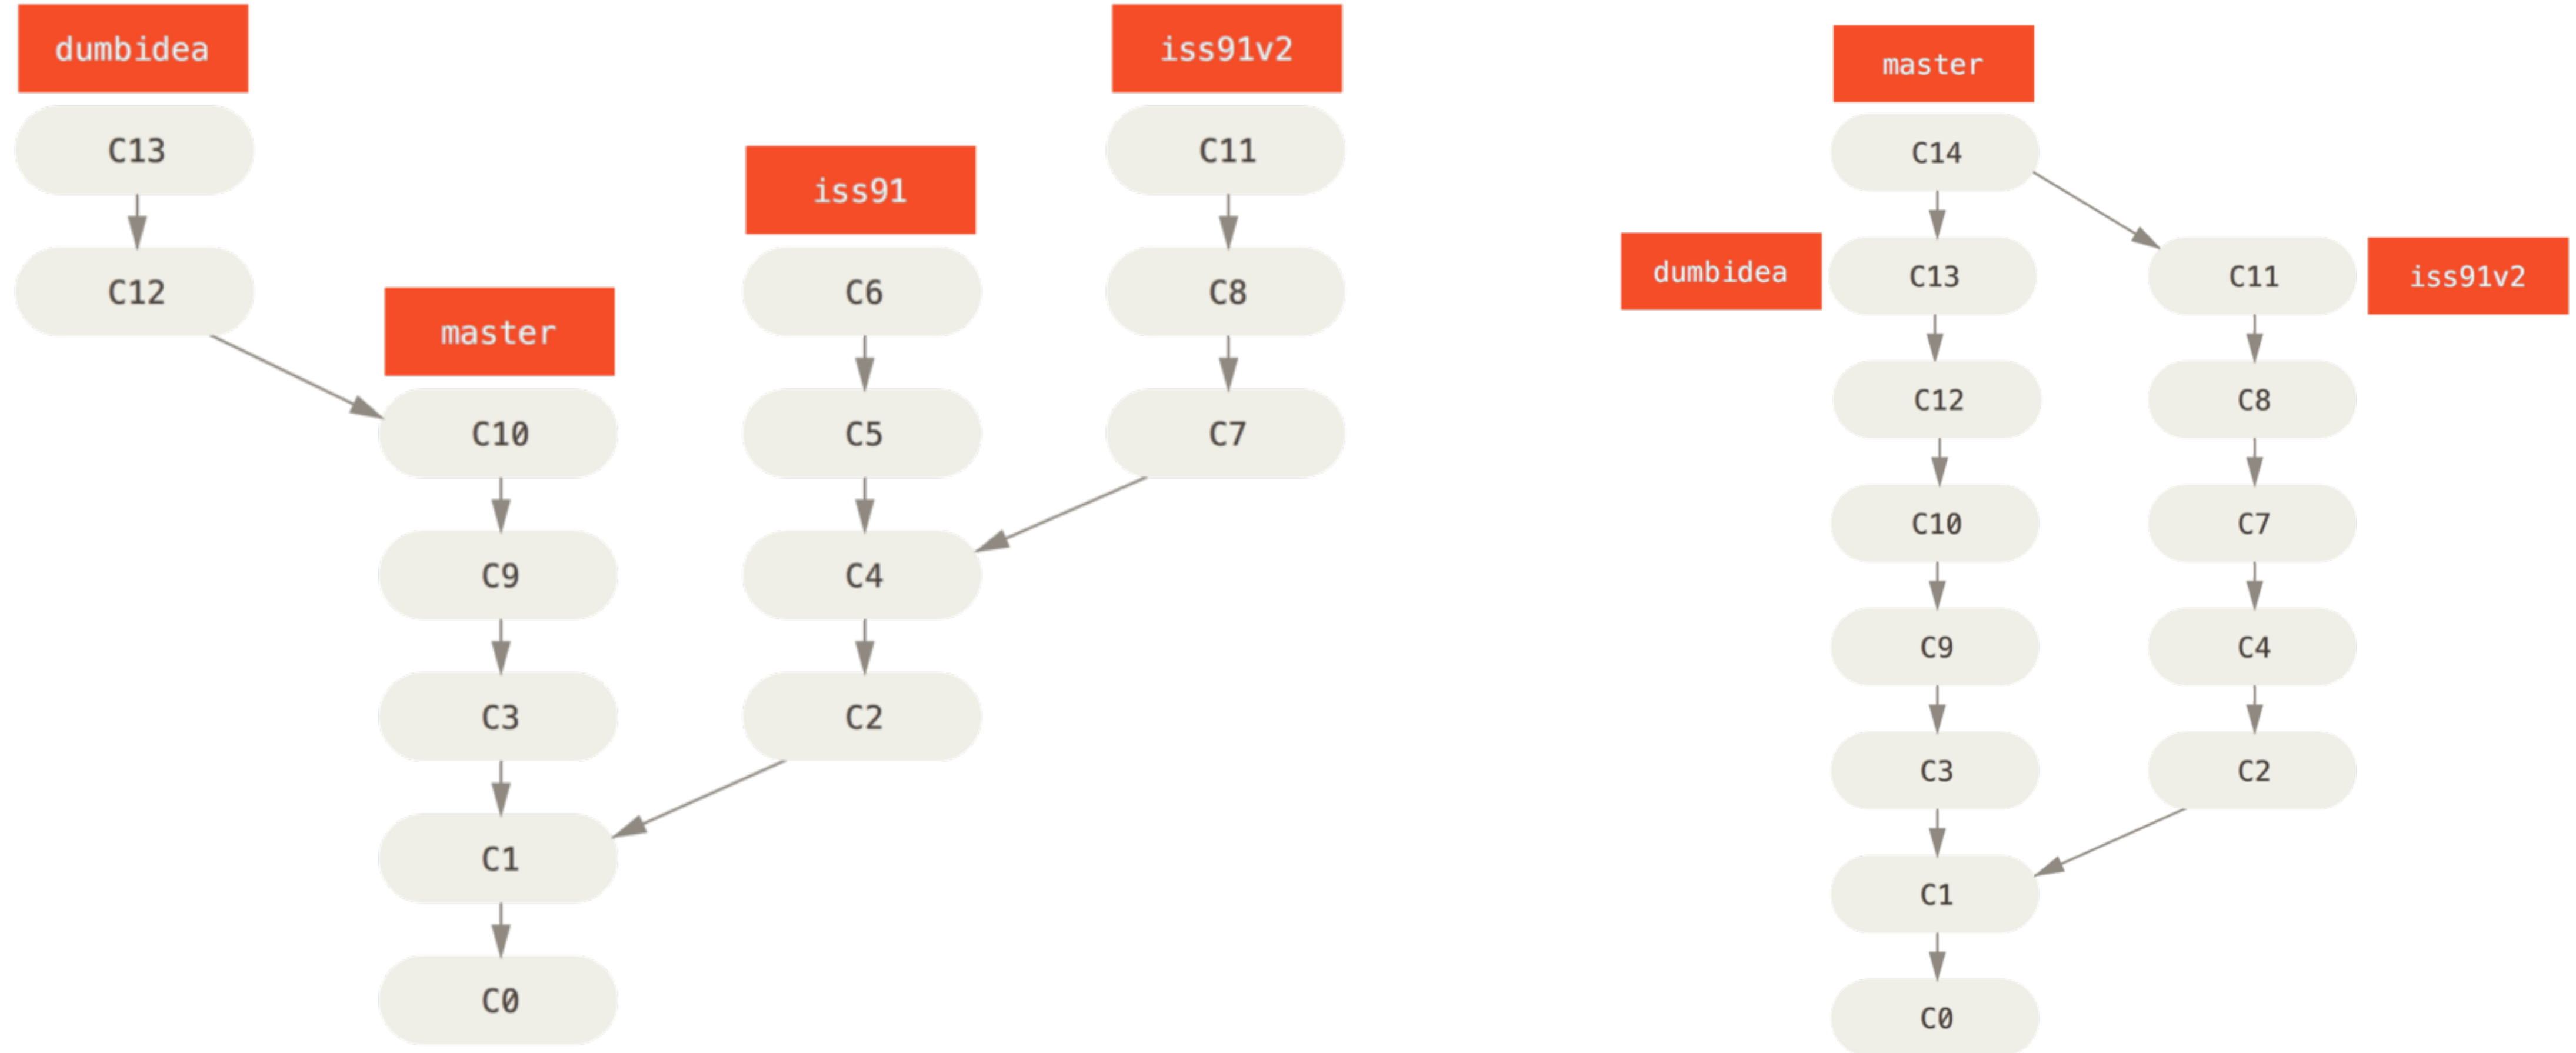 dumbidea
iss91v2
C13
C11
iss91
C12
C6
C8
master
C10
C5
C7
C9
C4
C3
C2
C1
C0
master
C14
dumbidea
C13
C11
iss91v2
C12
C8
C10
C7
C9
C4
C3
C2
C1
C0